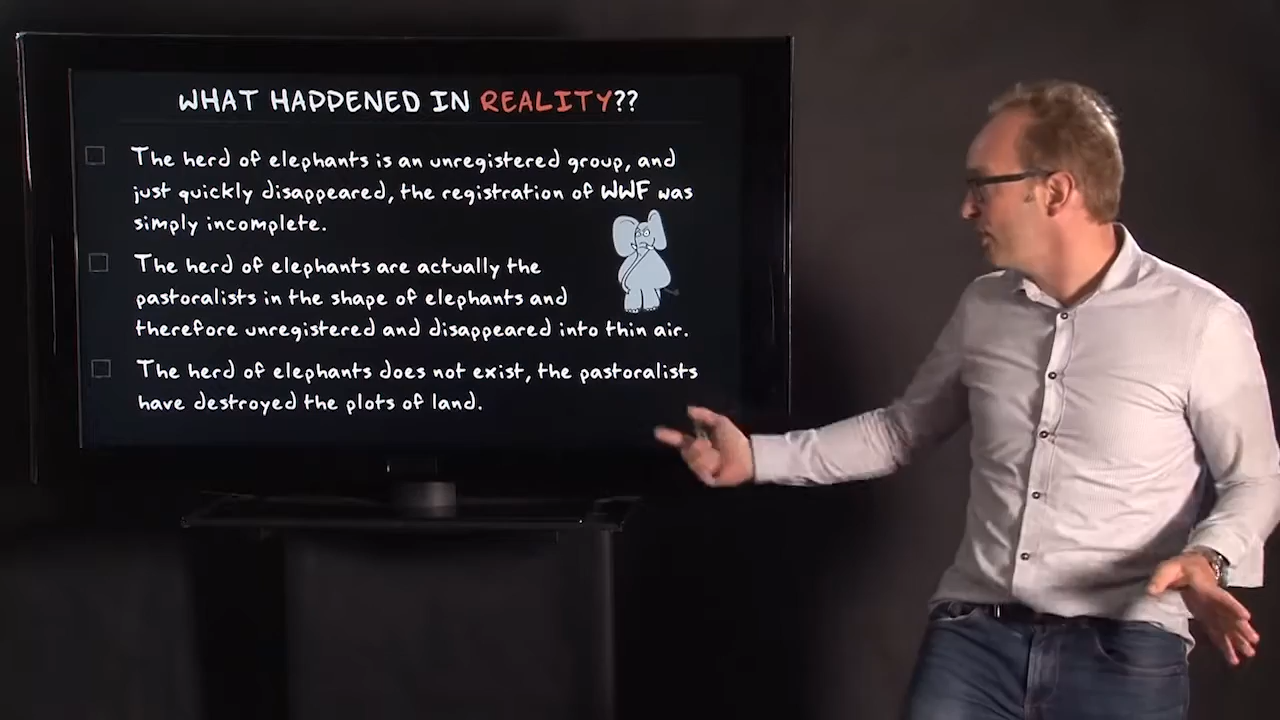 WHAT HAPPENED IN REALITY??
The herd of elephants is an unregistered group, and
just quickly disappeared, the registration of WWF was
simply incomplete.
The herd of elephants are actually the
pastoralists in the shape of elephants and
therefore unregistered and disappeared into thin air.
The herd of elephants does not exist, the pastoralists
have destroyed the plots of land.